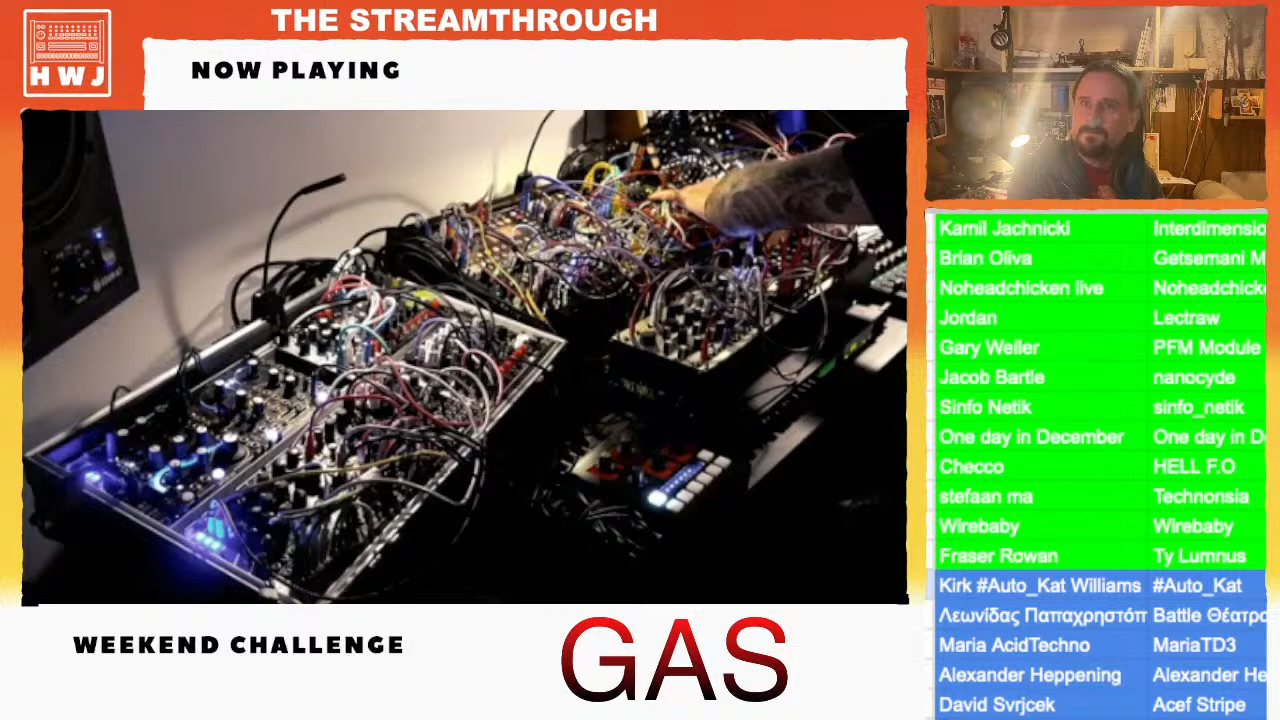 THE STREAMTHROUGH
HWJ
NOW PLAYING
Kamil Jachnicki Interdimensio
Brian Oliva Getsemani M
Noheadchicken live Noheadchick
Jordan Lectraw
Gary Weller PFM Module
Jacob Bartle nanocyde
Sinfo Netik sinfo_netik
One day in December One day in D
Checco HELL F.O
stefaan ma Technonsia
Wirebaby Wirebaby
Fraser Rowan Ty Lumnus
Kirk #Auto_Kat Williams #Auto_Kat
Λεωνίδας Παπαχρηστόπ Battle Θέατρο
Maria AcidTechno MariaTD3
Alexander Heppening Alexander He
David Svrjcek Acef Stripe
WEEKEND CHALLENGE
GAS